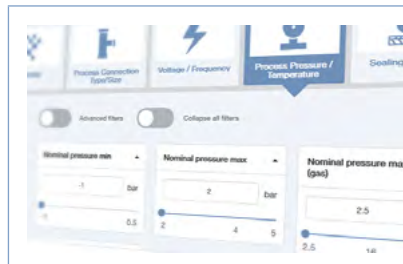 Process Connection
Type/Size
Voltage / Frequency
Process Pressure /
Temperature
Sealing
Advanced filters
Collapse all filters
Nominal pressure min
-1
bar
0.5
Nominal pressure max
2
bar
2
4
5
Nominal pressure ma
(gas)
2.5
2.5
16